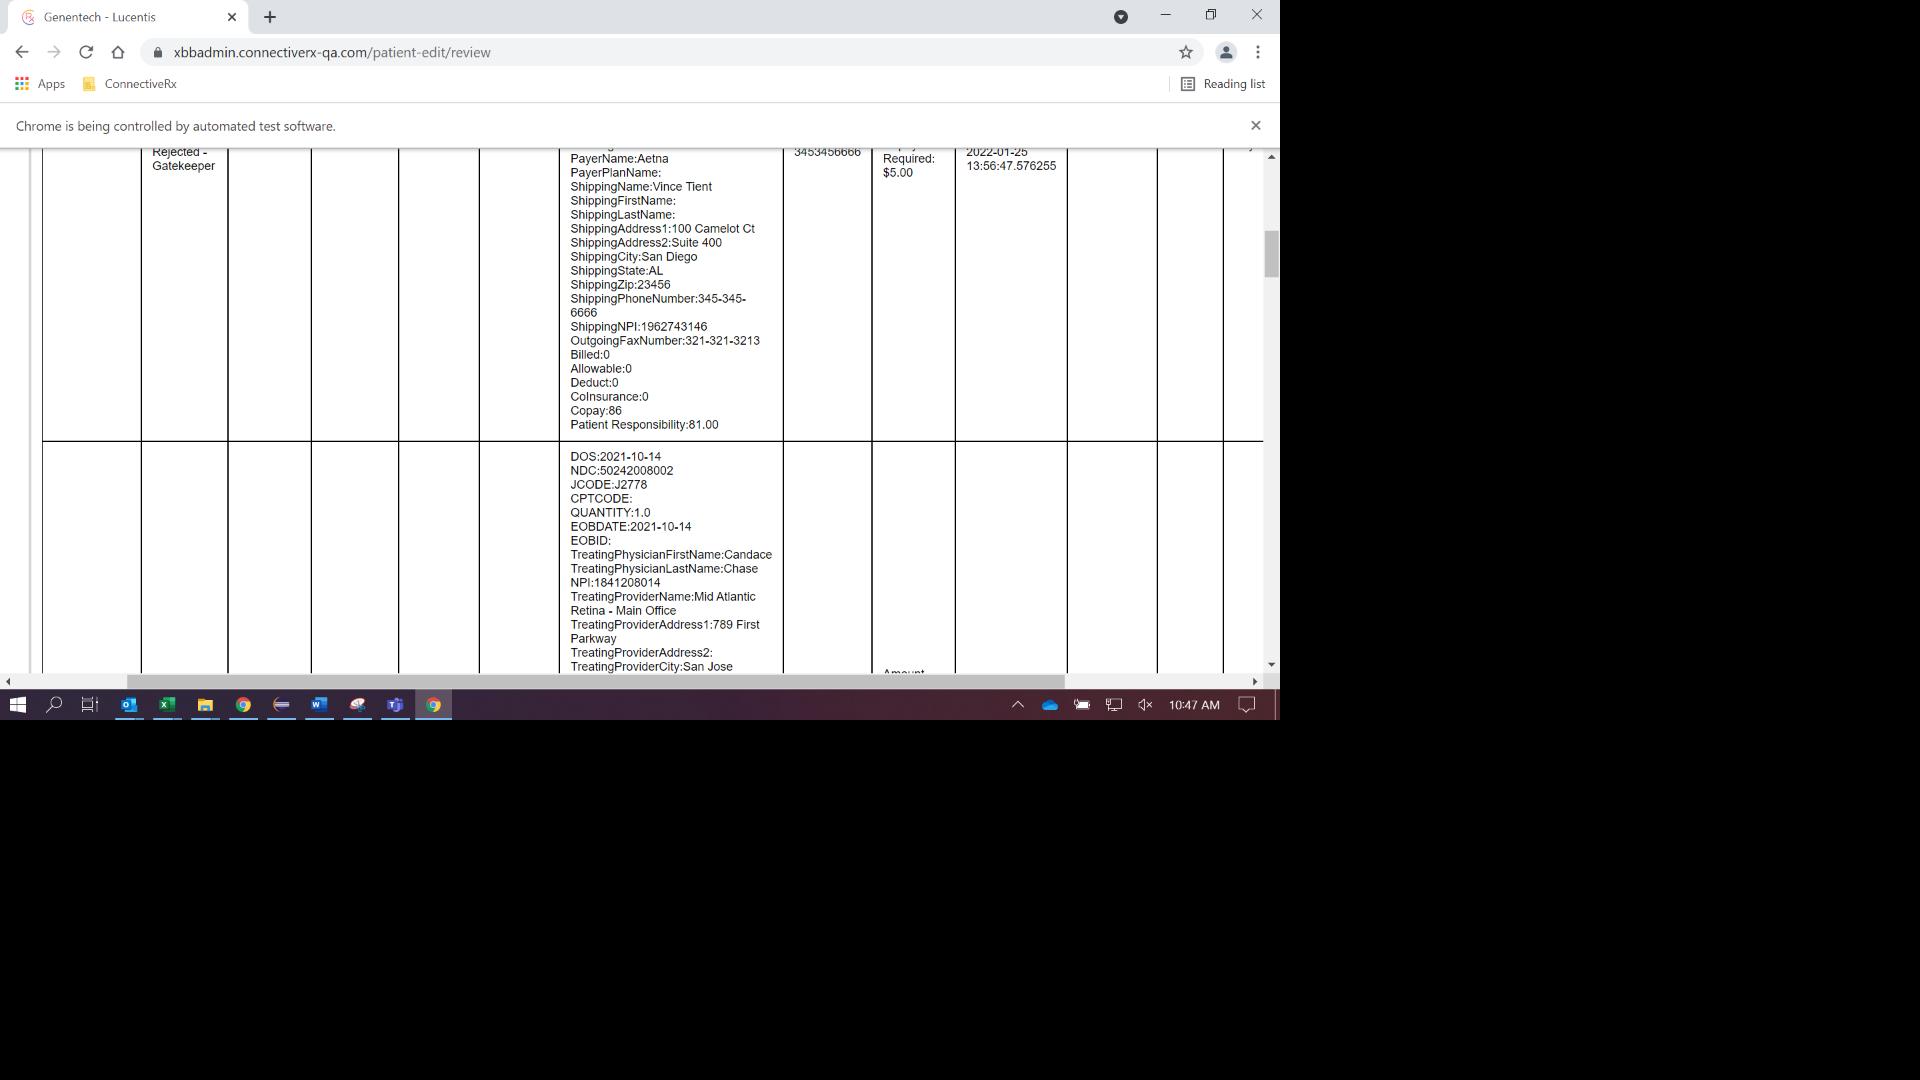 Genentech - Lucentis
xbbadmin.connectiverx-qa.com/patient-edit/review
Apps
ConnectiveRx
Reading list
Chrome is being controlled by automated test software.
Rejected -
Gatekeeper
PayerName:Aetna
PayerPlanName:
ShippingName:Vince Tient
ShippingFirstName:
ShippingLastName:
ShippingAddress1:100 Camelot Ct
ShippingAddress2:Suite 400
ShippingCity:San Diego
ShippingState:AL
ShippingZip:23456
ShippingPhoneNumber:345-345-
6666
ShippingNPI:1962743146
OutgoingFaxNumber:321-321-3213
Billed:0
Allowable:0
Deduct:0
CoInsurance:0
Copay:86
Patient Responsibility:81.00
3453456666
Required:
$5.00
2022-01-25
13:56:47.576255
DOS:2021-10-14
NDC:50242008002
JCODE:J2778
CPTCODE:
QUANTITY:1.0
EOBDATE:2021-10-14
EOBID:
TreatingPhysicianFirstName:Candace
TreatingPhysicianLastName:Chase
NPI:1841208014
TreatingProviderName:Mid Atlantic
Retina - Main Office
TreatingProviderAddress1:789 First
Parkway
TreatingProviderAddress2:
TreatingProviderCity:San Jose
Amount
10:47 AM